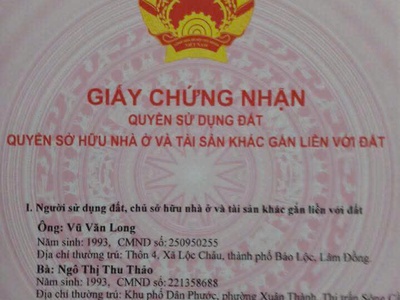 VIỆT NAM
GIẤY CHỨNG NHẬN
QUYỀN SỬ DỤNG ĐẤT
QUYỀN SỞ HỮU NHÀ Ở VÀ TÀI SẢN KHÁC GẮN LIỀN VỚI ĐẤT
I. Người sử dụng đất, chủ sở hữu nhà ở và tài sản khác gắn liền với đất
Ông: Vũ Văn Long
Năm sinh: 1993, CMND số: 250950255
Địa chỉ thường trú: Thôn 4, Xã Lộc Châu, thành phố Bảo Lộc, Lâm Đồng.
Bà: Ngô Thị Thu Thảo
Năm sinh: 1993, CMND số: 221358688
Địa chỉ thường trú: Khu phố Dân Phước, phường Xuân Thành, Thị trấn Sông